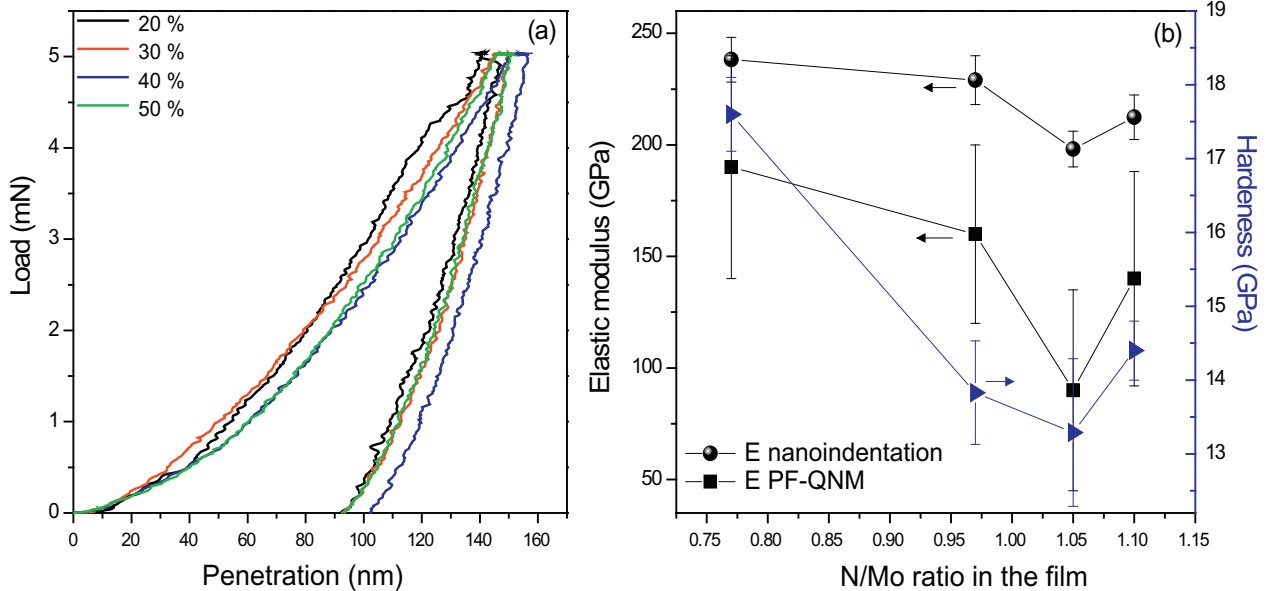 (a)
20 %
30 %
40 %
50 %
5
4
3
2
1
0
0 20 40 60 80 100 120 140 160
Load (mN)
Penetration (nm)
(b)
250
200
150
100
50
19
18
17
16
15
14
13
12
0.75 0.80 0.85 0.90 0.95 1.00 1.05 1.10 1.15
Elastic modulus (GPa)
Hardeness (GPa)
E nanoindentation
E PF-QNM
N/Mo ratio in the film